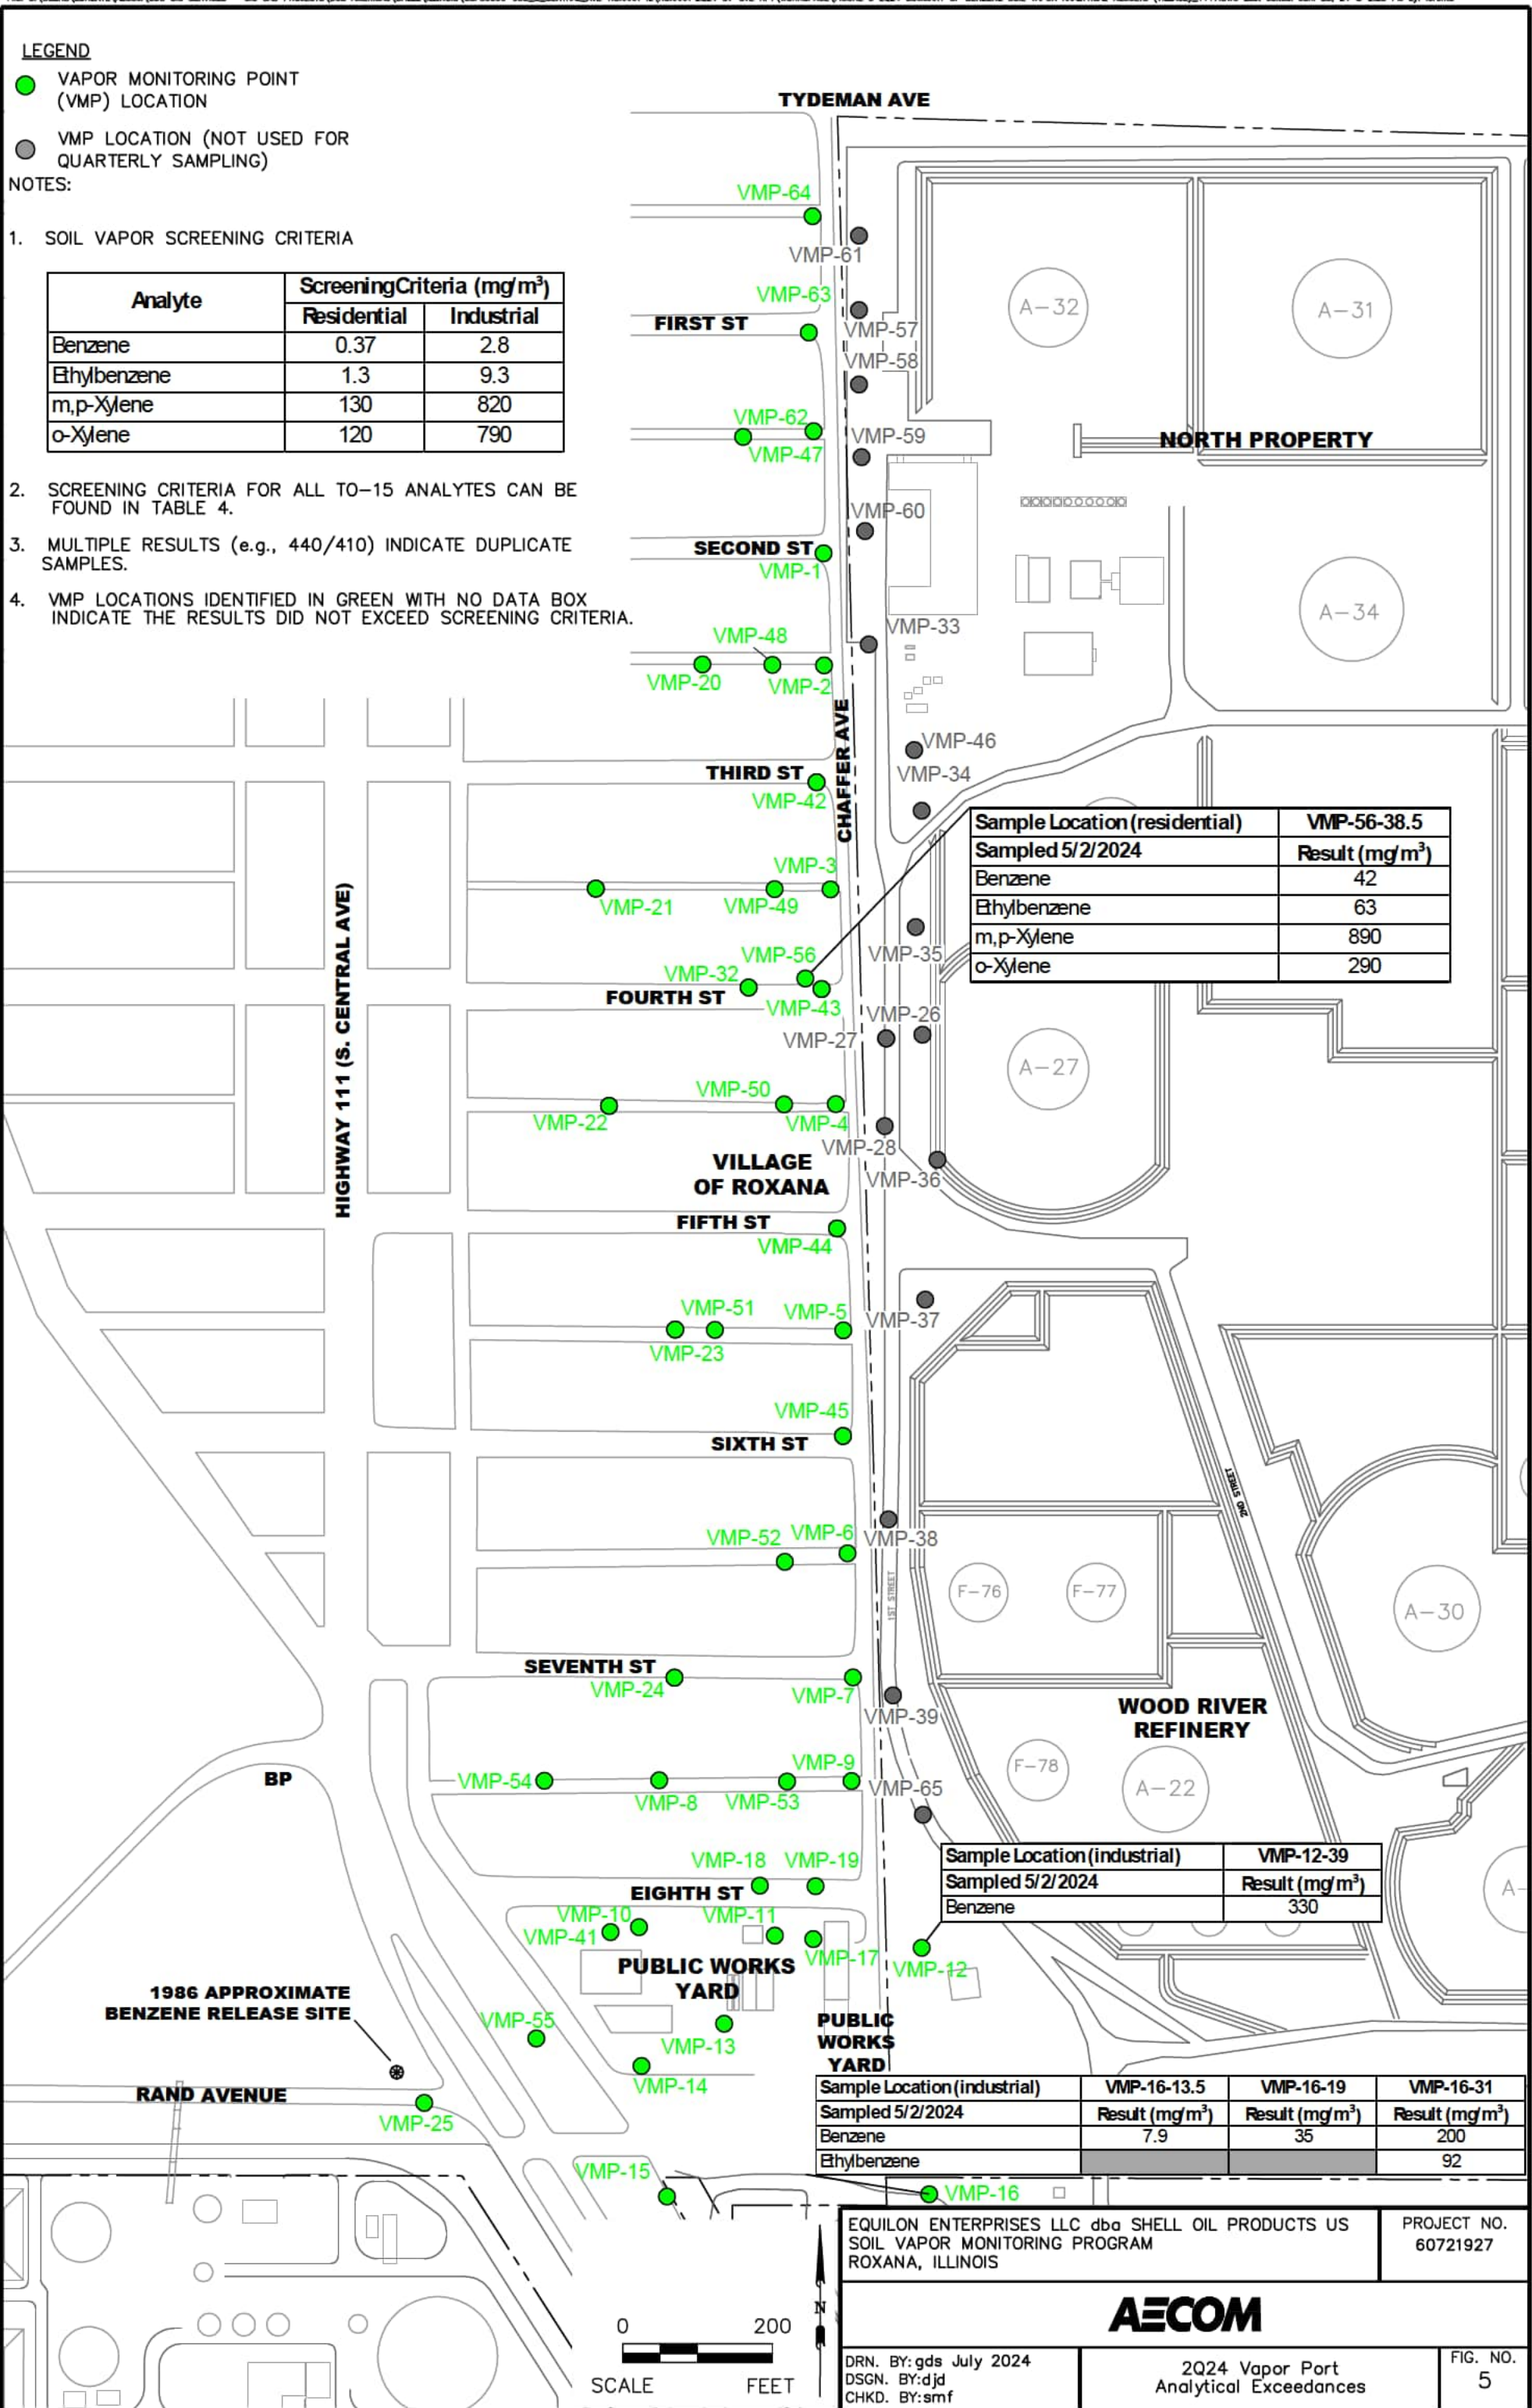 LEGEND
VAPOR MONITORING POINT
(VMP) LOCATION
VMP LOCATION (NOT USED FOR
QUARTERLY SAMPLING)
NOTES:
1. SOIL VAPOR SCREENING CRITERIA
Analyte ScreeningCriteria (mg/m³)
Residential Industrial
Benzene 0.37 2.8
Ethylbenzene 1.3 9.3
m,p-Xylene 130 820
o-Xylene 120 790
2. SCREENING CRITERIA FOR ALL TO-15 ANALYTES CAN BE
FOUND IN TABLE 4.
3. MULTIPLE RESULTS (e.g., 440/410) INDICATE DUPLICATE
SAMPLES.
4. VMP LOCATIONS IDENTIFIED IN GREEN WITH NO DATA BOX
INDICATE THE RESULTS DID NOT EXCEED SCREENING CRITERIA.
TYDEMAN AVE
VMP-64
VMP-61
VMP-63
A-32
A-31
FIRST ST
VMP-57
VMP-58
VMP-62
VMP-59
NORTH PROPERTY
VMP-47
VMP-60
SECOND ST
VMP-1
A-34
VMP-33
VMP-48
VMP-20
VMP-2
CHAFFER AVE
VMP-46
THIRD ST
VMP-34
VMP-42
Sample Location (residential) VMP-56-38.5
Sampled 5/2/2024 Result (mg/m³)
Benzene 42
Ethylbenzene 63
m,p-Xylene 890
o-Xylene 290
VMP-3
VMP-21
VMP-49
HIGHWAY 111 (S. CENTRAL AVE)
VMP-56
VMP-35
VMP-32
FOURTH ST
VMP-43
VMP-26
VMP-27
A-27
VMP-50
VMP-22
VMP-4
VMP-28
VILLAGE
OF ROXANA
VMP-36
FIFTH ST
VMP-44
VMP-51
VMP-5
VMP-37
VMP-23
VMP-45
SIXTH ST
2ND STREET
VMP-52
VMP-6
VMP-38
1ST STREET
F-76
F-77
A-30
SEVENTH ST
VMP-24
VMP-7
VMP-39
WOOD RIVER
REFINERY
VMP-9
F-78
BP
VMP-54
VMP-65
A-22
VMP-8
VMP-53
Sample Location (industrial) VMP-12-39
Sampled 5/2/2024 Result (mg/m³)
Benzene 330
VMP-18
VMP-19
EIGHTH ST
A-
VMP-10
VMP-11
VMP-41
VMP-17
VMP-12
PUBLIC WORKS
YARD
1986 APPROXIMATE
BENZENE RELEASE SITE
VMP-55
PUBLIC
WORKS
YARD
VMP-13
VMP-14
RAND AVENUE
VMP-25
Sample Location (industrial) VMP-16-13.5 VMP-16-19 VMP-16-31
Sampled 5/2/2024 Result (mg/m³) Result (mg/m³) Result (mg/m³)
Benzene 7.9 35 200
Ethylbenzene 92
VMP-15
VMP-16
EQUILON ENTERPRISES LLC dba SHELL OIL PRODUCTS US
SOIL VAPOR MONITORING PROGRAM
ROXANA, ILLINOIS
PROJECT NO.
60721927
AECOM
N
0 200
SCALE FEET
DRN. BY:gds July 2024
DSGN. BY:djd
CHKD. BY:smf
2Q24 Vapor Port
Analytical Exceedances
FIG. NO.
5